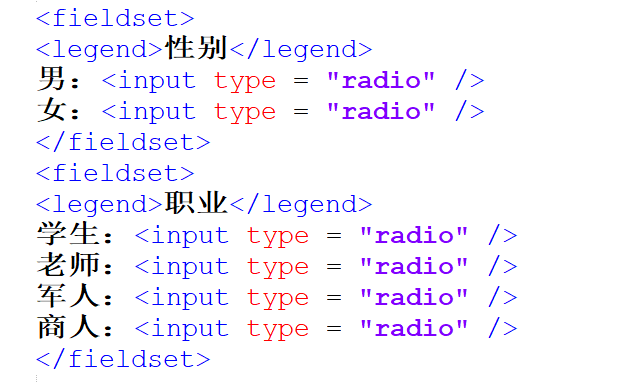 <fieldset>
<legend>性别</legend>
男：<input type = "radio" />
女：<input type = "radio" />
</fieldset>
<fieldset>
<legend>职业</legend>
学生：<input type = "radio" />
老师：<input type = "radio" />
军人：<input type = "radio" />
商人：<input type = "radio" />
</fieldset>